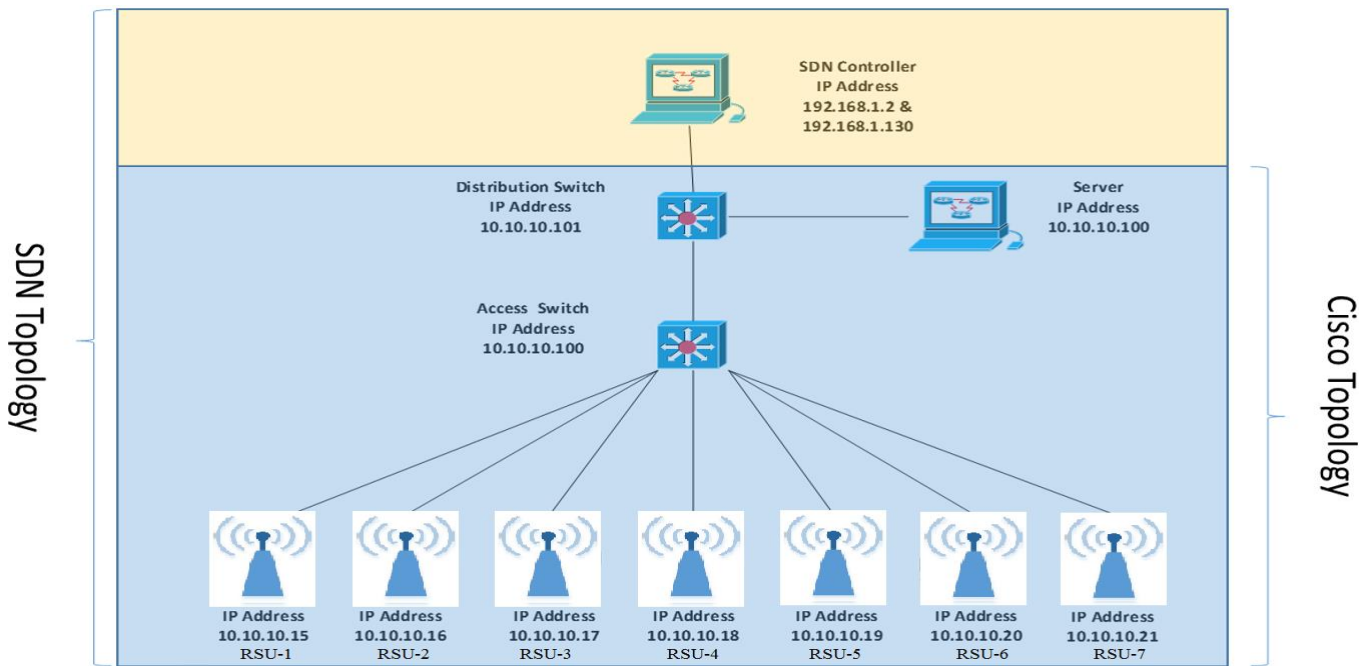 SDN Controller
IP Address
192.168.1.2 &
192.168.1.130
Distribution Switch
IP Address
10.10.10.101
Server
IP Address
10.10.10.100
Access Switch
IP Address
10.10.10.100
SDN Topology
Cisco Topology
IP Address
10.10.10.15
RSU-1
IP Address
10.10.10.16
RSU-2
IP Address
10.10.10.17
RSU-3
IP Address
10.10.10.18
RSU-4
IP Address
10.10.10.19
RSU-5
IP Address
10.10.10.20
RSU-6
IP Address
10.10.10.21
RSU-7